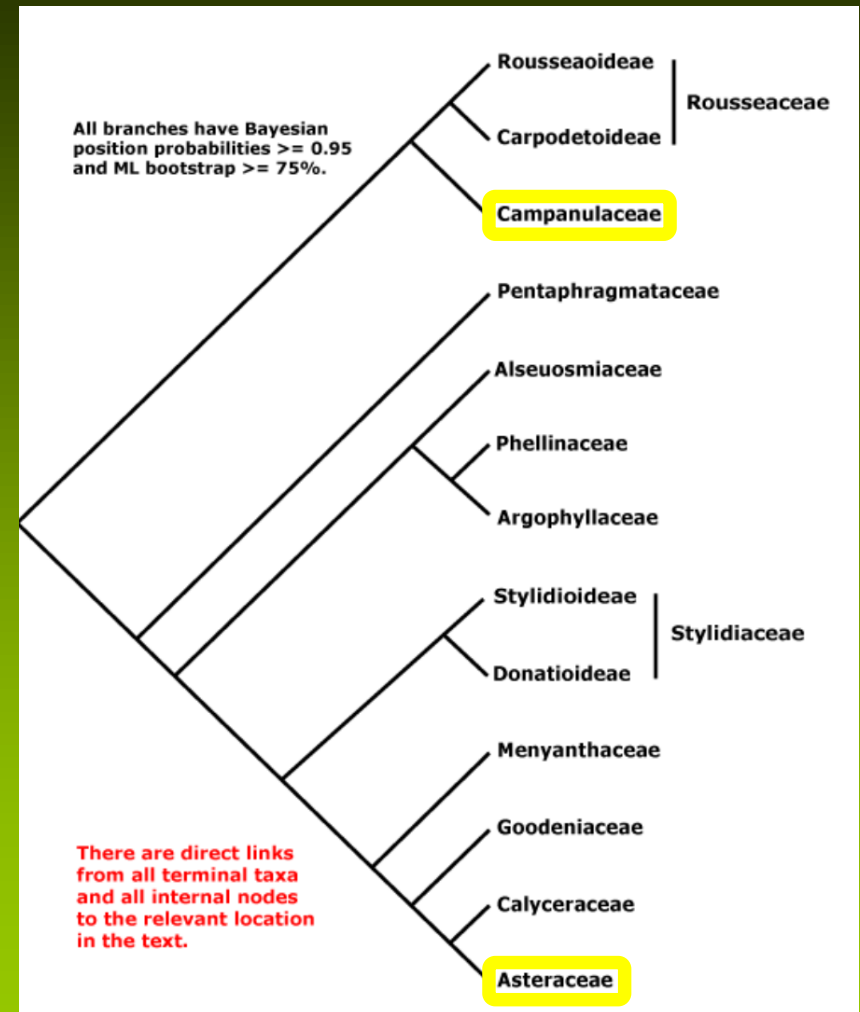 Rousseaoideae
Rousseaceae
All branches have Bayesian
position probabilities >= 0.95
and ML bootstrap >= 75%.
Carpodetoideae
Campanulaceae
Pentaphragmataceae
Alseuosmiaceae
Phellinaceae
Argophyllaceae
Stylidioideae
Stylidiaceae
Donatioideae
Menyanthaceae
Goodeniaceae
There are direct links
from all terminal taxa
and all internal nodes
to the relevant location
in the text.
Calyceraceae
Asteraceae